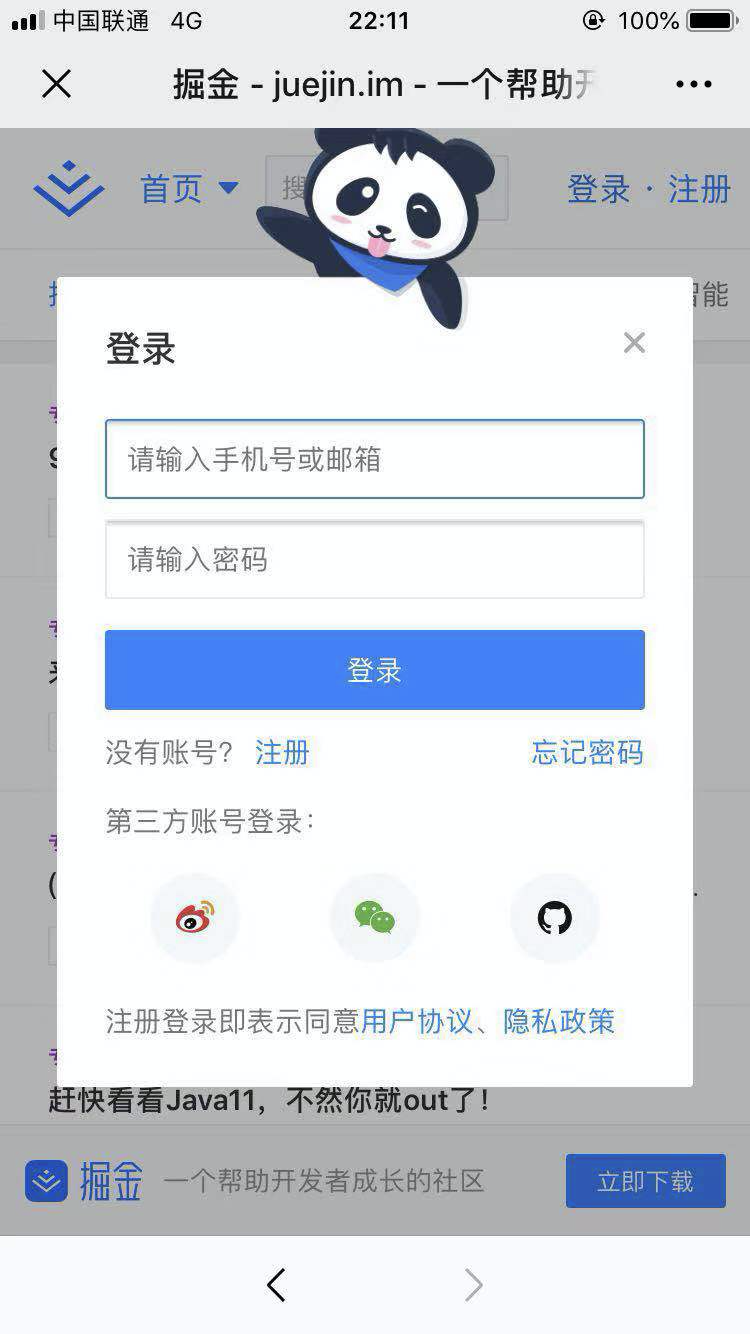 中国联通 4G 22:11 100%
掘金 - juejin.im - 一个帮助
首页 搜 登录 · 注册
智能
登录
请输入手机号或邮箱
请输入密码
登录
没有账号? 注册 忘记密码
第三方账号登录:
注册登录即表示同意用户协议、隐私政策
赶快看看Java11，不然你就out了!
掘金 一个帮助开发者成长的社区 立即下载